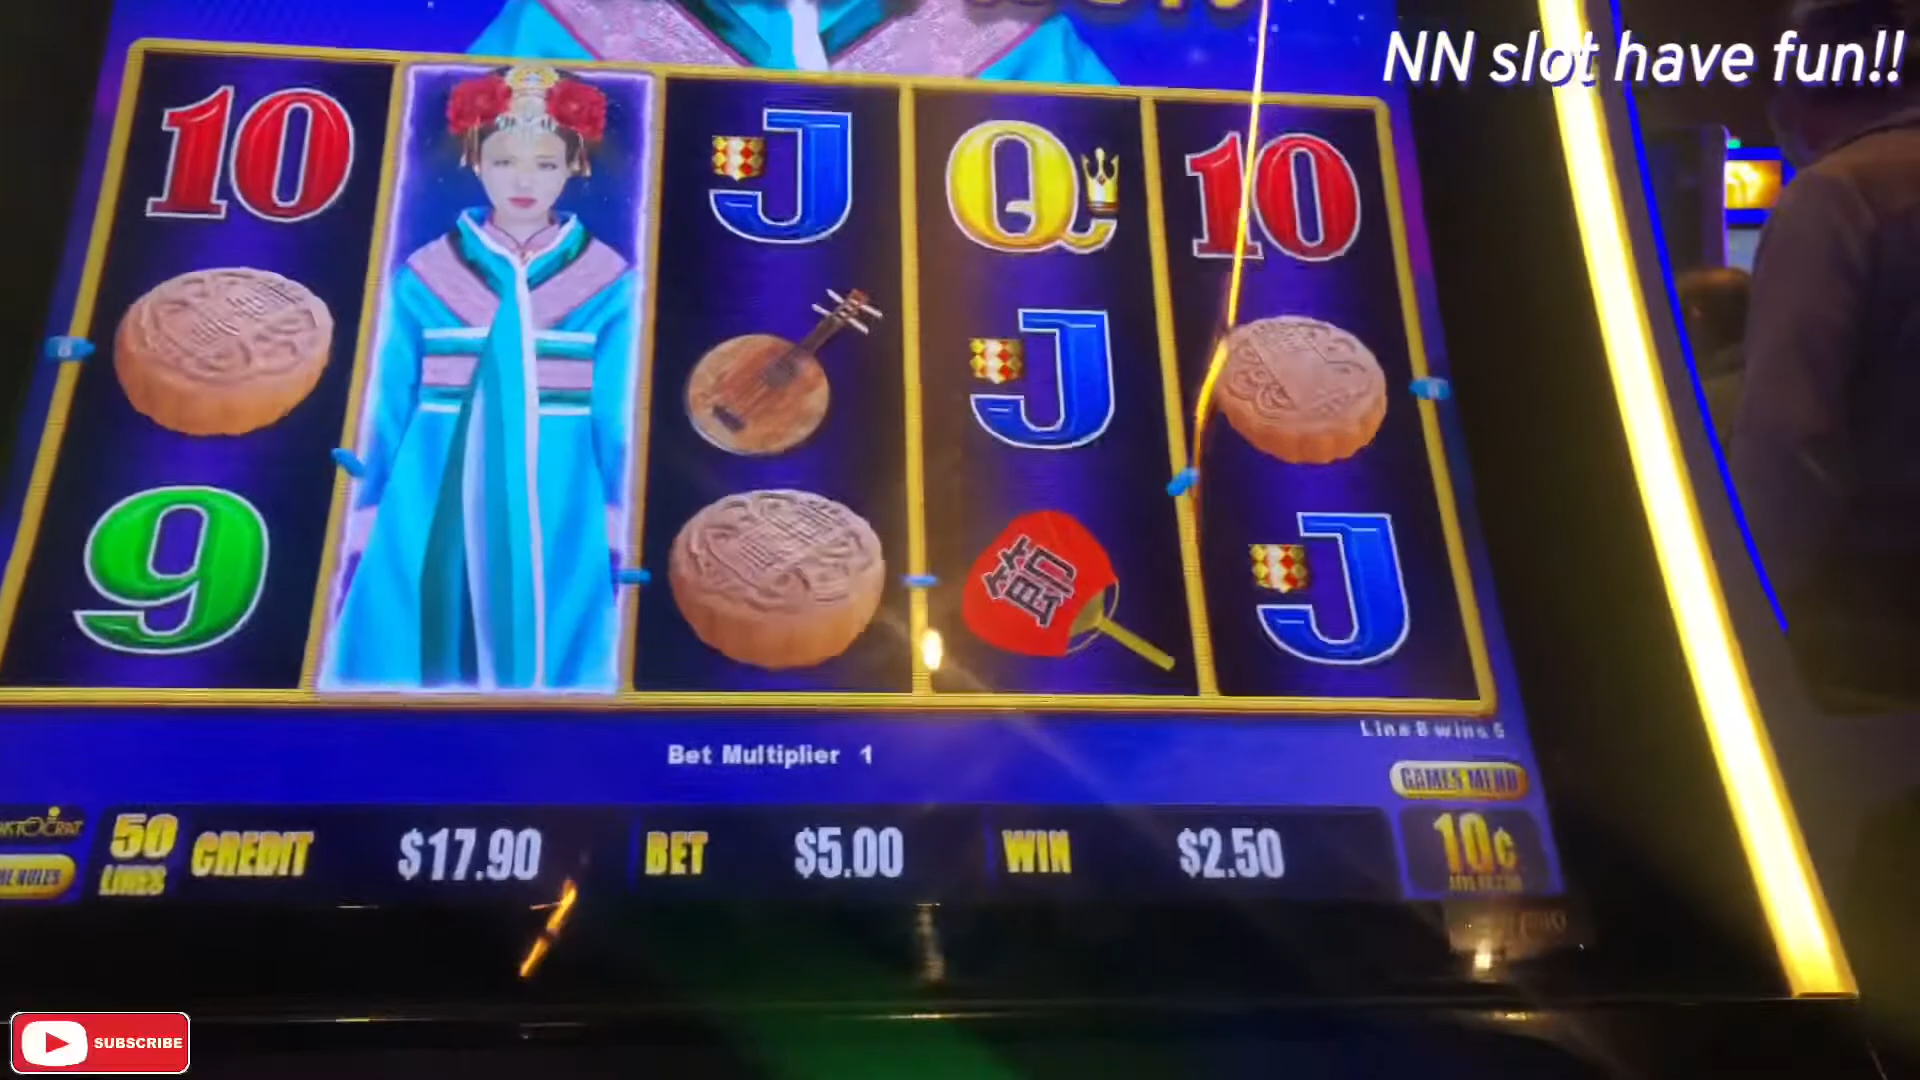 NN slot have fun!!
10
J
Q
10
J
9
J
Bet Multiplier 1
Line 8 wins 5
GAMES MENU
50 LINES
CREDIT $17.90
BET $5.00
WIN $2.50
10¢
SUBSCRIBE